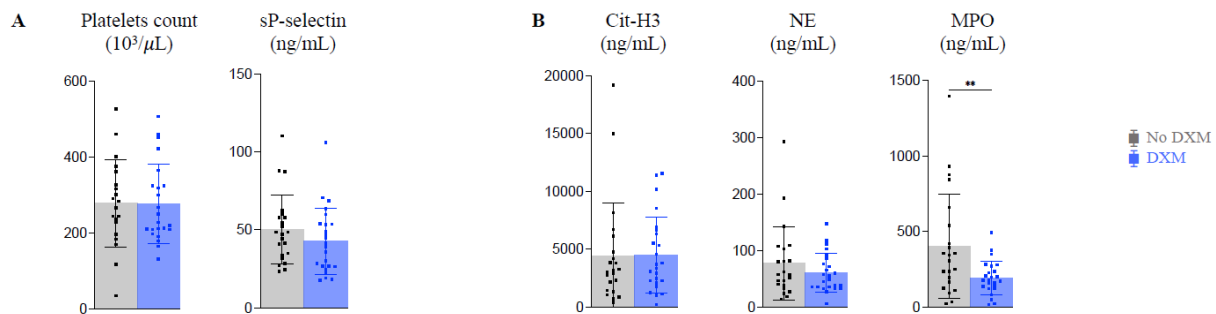 A
Platelets count
(10³/μL)
600
400
200
0
sP-selectin
(ng/mL)
150
100
50
0
B
Cit-H3
(ng/mL)
20000
15000
10000
5000
0
NE
(ng/mL)
400
300
200
100
0
MPO
(ng/mL)
1500
1000
500
0
**
No DXM
DXM